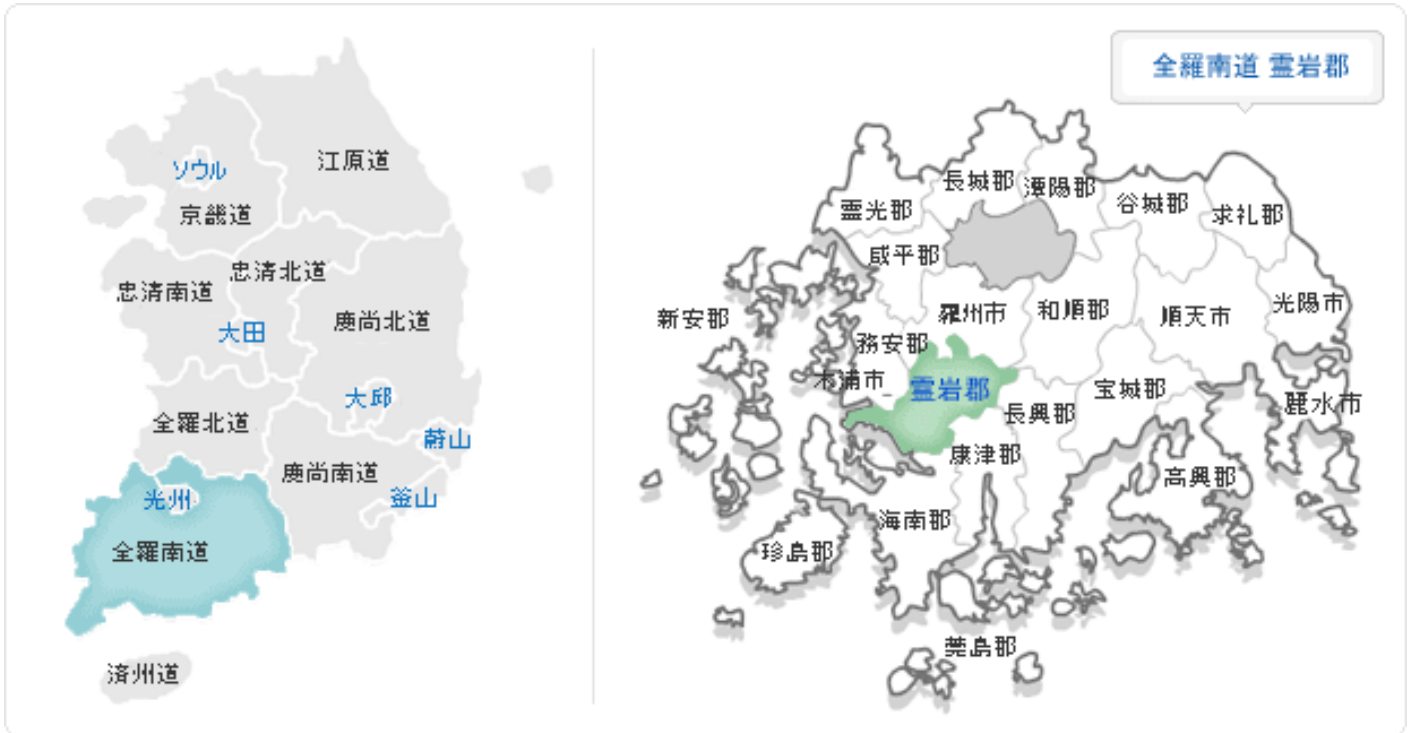 ソウル
江原道
京畿道
忠清北道
忠清南道
大田
慶尚北道
大邱
全羅北道
蔚山
慶尚南道
釜山
光州
全羅南道
済州道
全羅南道 霊岩郡
長城郡
潭陽郡
霊光郡
谷城郡
求礼郡
咸平郡
新安郡
羅州市
和順郡
順天市
光陽市
務安郡
木浦市
霊岩郡
宝城郡
長興郡
麗水市
康津郡
高興郡
海南郡
珍島郡
莞島郡